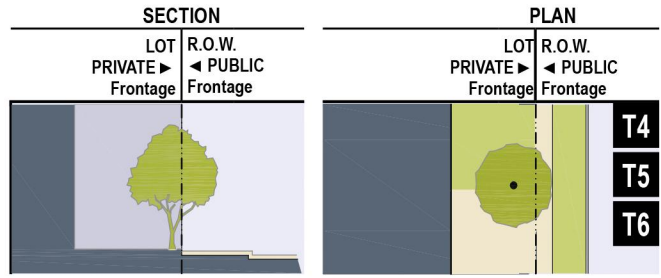 SECTION
LOT R.O.W.
PRIVATE ► ◄ PUBLIC
Frontage Frontage
PLAN
LOT R.O.W.
PRIVATE ► ◄ PUBLIC
Frontage Frontage
T4
T5
T6